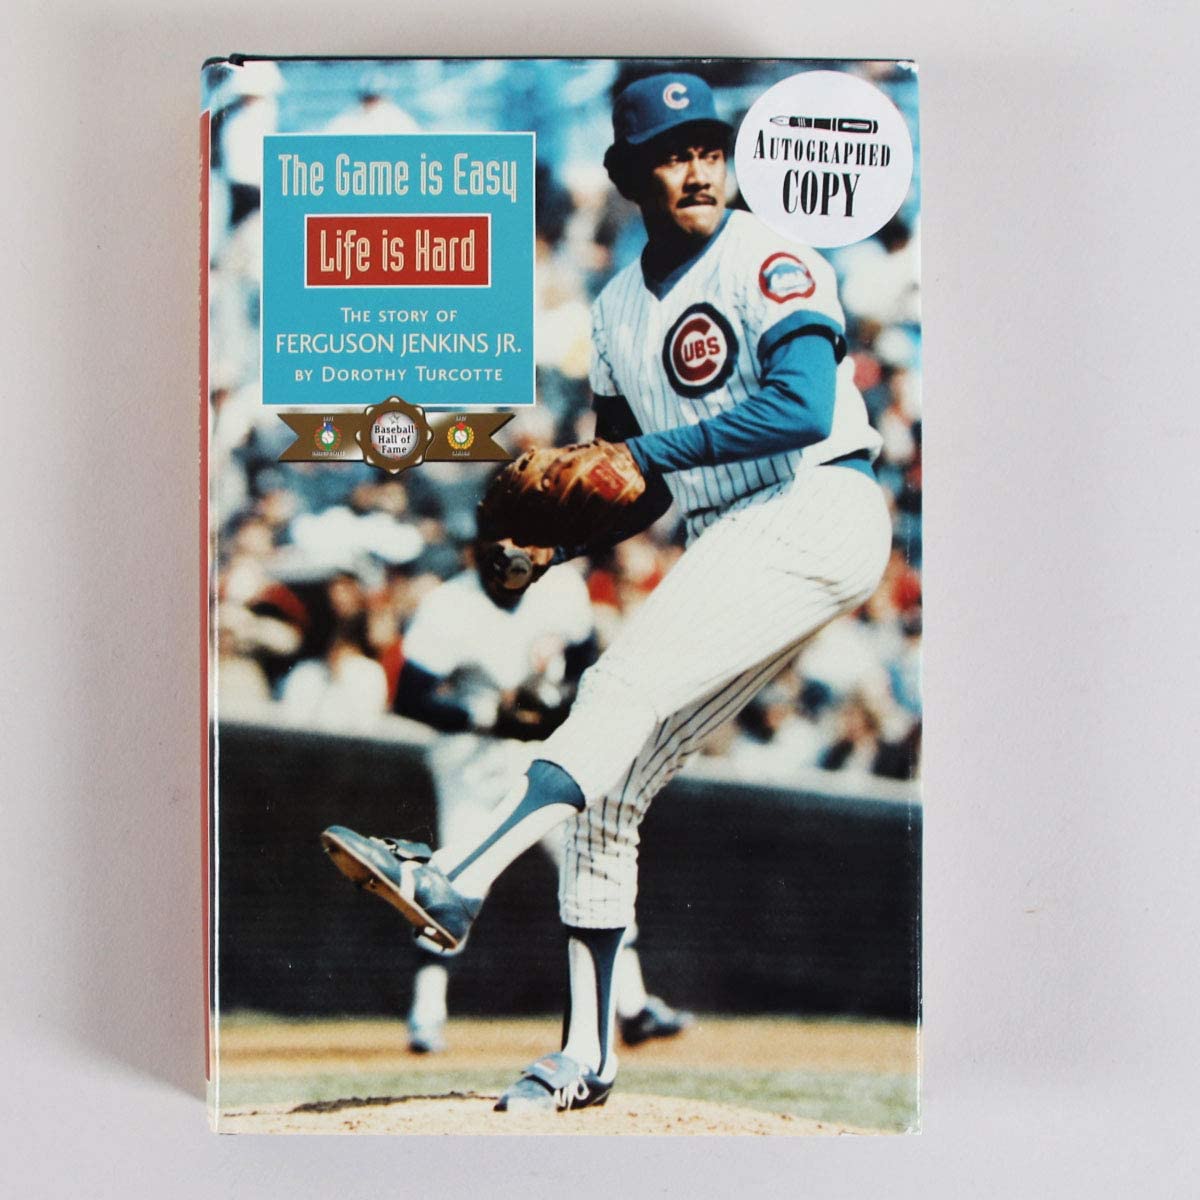 The Game is Easy
Life is Hard
THE STORY OF
FERGUSON JENKINS JR.
BY DOROTHY TURCOTTE
Baseball
Hall of
Fame
AUTOGRAPHED
COPY
C
CUBS